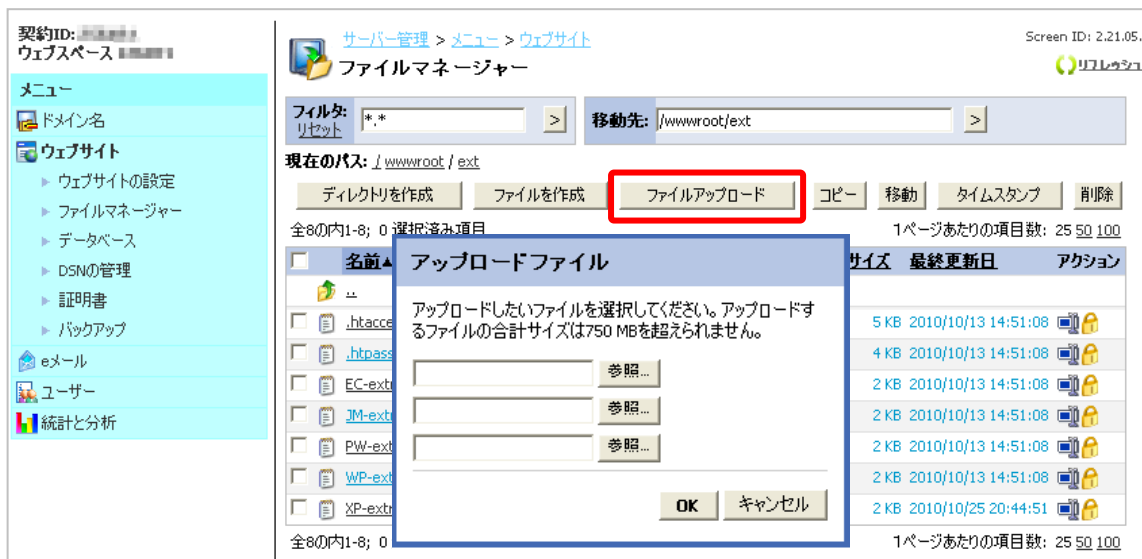 契約ID:
ウェブスペース
メニュー
ドメイン名
ウェブサイト
ウェブサイトの設定
ファイルマネージャー
データベース
DSNの管理
証明書
バックアップ
eメール
ユーザー
統計と分析
サーバー管理 > メニュー > ウェブサイト
Screen ID: 2.21.05.
ファイルマネージャー
リフレッシュ
フィルタ: *.* >
リセット
移動先: /wwwroot/ext >
現在のパス: / wwwroot / ext
ディレクトリを作成 ファイルを作成 ファイルアップロード コピー 移動 タイムスタンプ 削除
全8の内1-8; 0 選択済み項目 1ページあたりの項目数: 25 50 100
名前▲ サイズ 最終更新日 アクション
..
.htacce 5 KB 2010/10/13 14:51:08
.htpass 4 KB 2010/10/13 14:51:08
EC-extr 2 KB 2010/10/13 14:51:08
JM-extr 2 KB 2010/10/13 14:51:08
PW-ext 2 KB 2010/10/13 14:51:08
WP-ext 2 KB 2010/10/13 14:51:08
XP-extr 2 KB 2010/10/25 20:44:51
アップロードファイル
アップロードしたいファイルを選択してください。アップロードす
るファイルの合計サイズは750 MBを超えられません。
参照...
参照...
参照...
OK キャンセル
全8の内1-8; 0 1ページあたりの項目数: 25 50 100